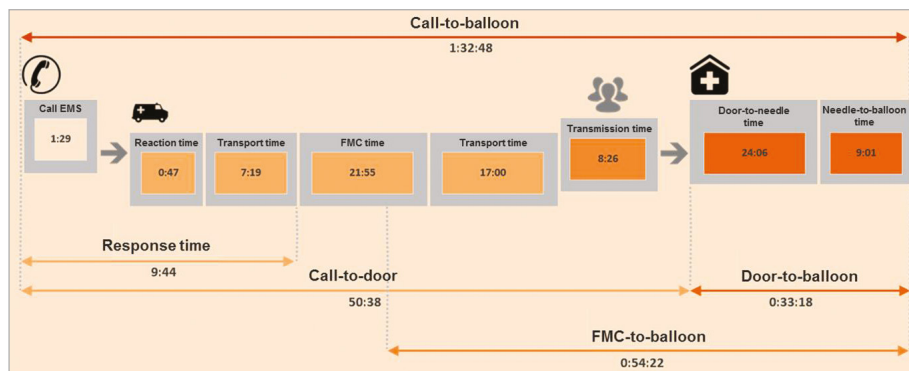 Call-to-balloon
1:32:48
Call EMS
1:29
Reaction time
0:47
Transport time
7:19
FMC time
21:55
Transport time
17:00
Transmission time
8:26
Door-to-needle
time
24:06
Needle-to-balloon
time
9:01
Response time
9:44
Call-to-door
50:38
Door-to-balloon
0:33:18
FMC-to-balloon
0:54:22